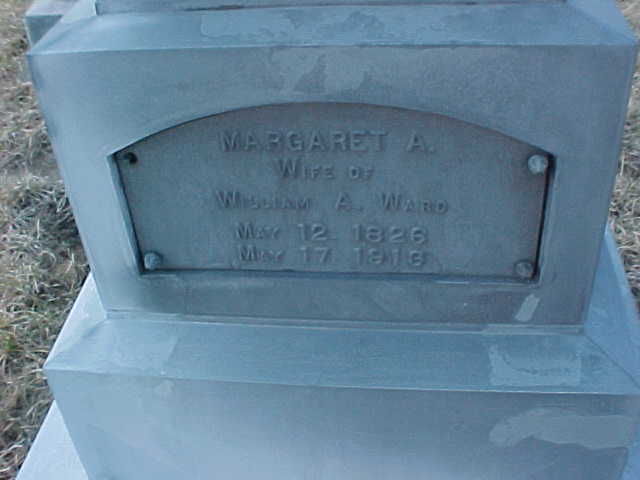 MARGARET A.
WIFE OF
WILLIAM A. WARD
MAY 12. 1826
MAY 17. 1913